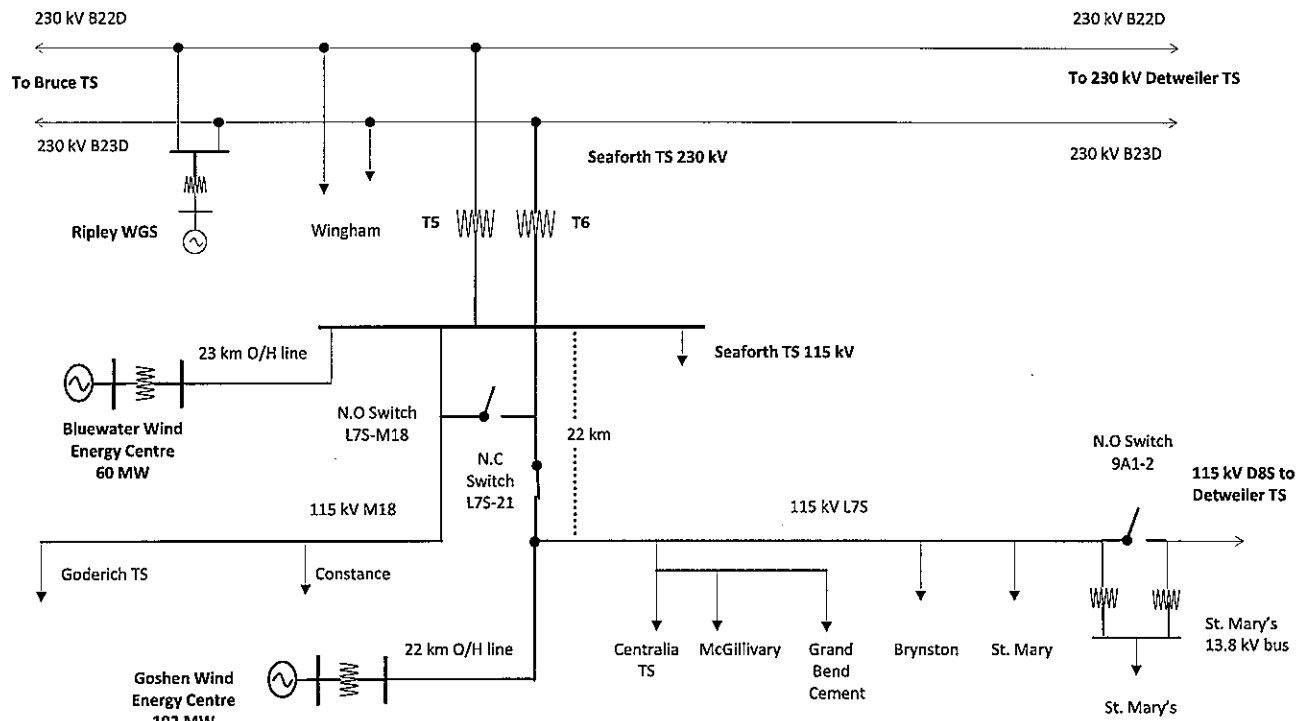 230 kV B22D
230 kV B22D
To Bruce TS
To 230 kV Detweiler TS
230 kV B23D
Seaforth TS 230 kV
230 kV B23D
Ripley WGS
Wingham
T5
T6
23 km O/H line
Seaforth TS 115 kV
N.O Switch
L7S-M18
22 km
Bluewater Wind
Energy Centre
60 MW
N.C
Switch
L7S-21
N.O Switch
9A1-2
115 kV D8S to
Detweiler TS
115 kV M18
115 kV L7S
Goderich TS
Constance
22 km O/H line
Centralia
TS
McGillivary
Grand
Bend
Cement
Brynston
St. Mary
St. Mary's
13.8 kV bus
Goshen Wind
Energy Centre
102 MW
St. Mary's